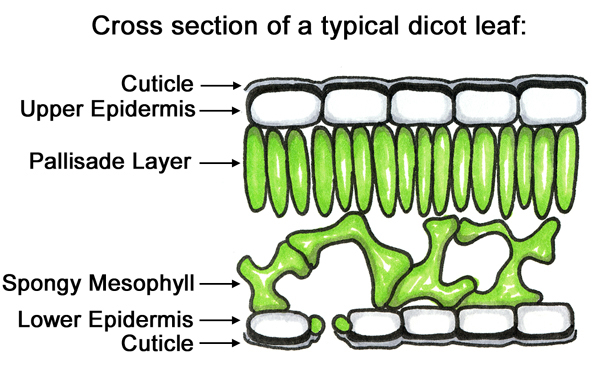 Cross section of a typical dicot leaf:
Cuticle
Upper Epidermis
Pallisade Layer
Spongy Mesophyll
Lower Epidermis
Cuticle